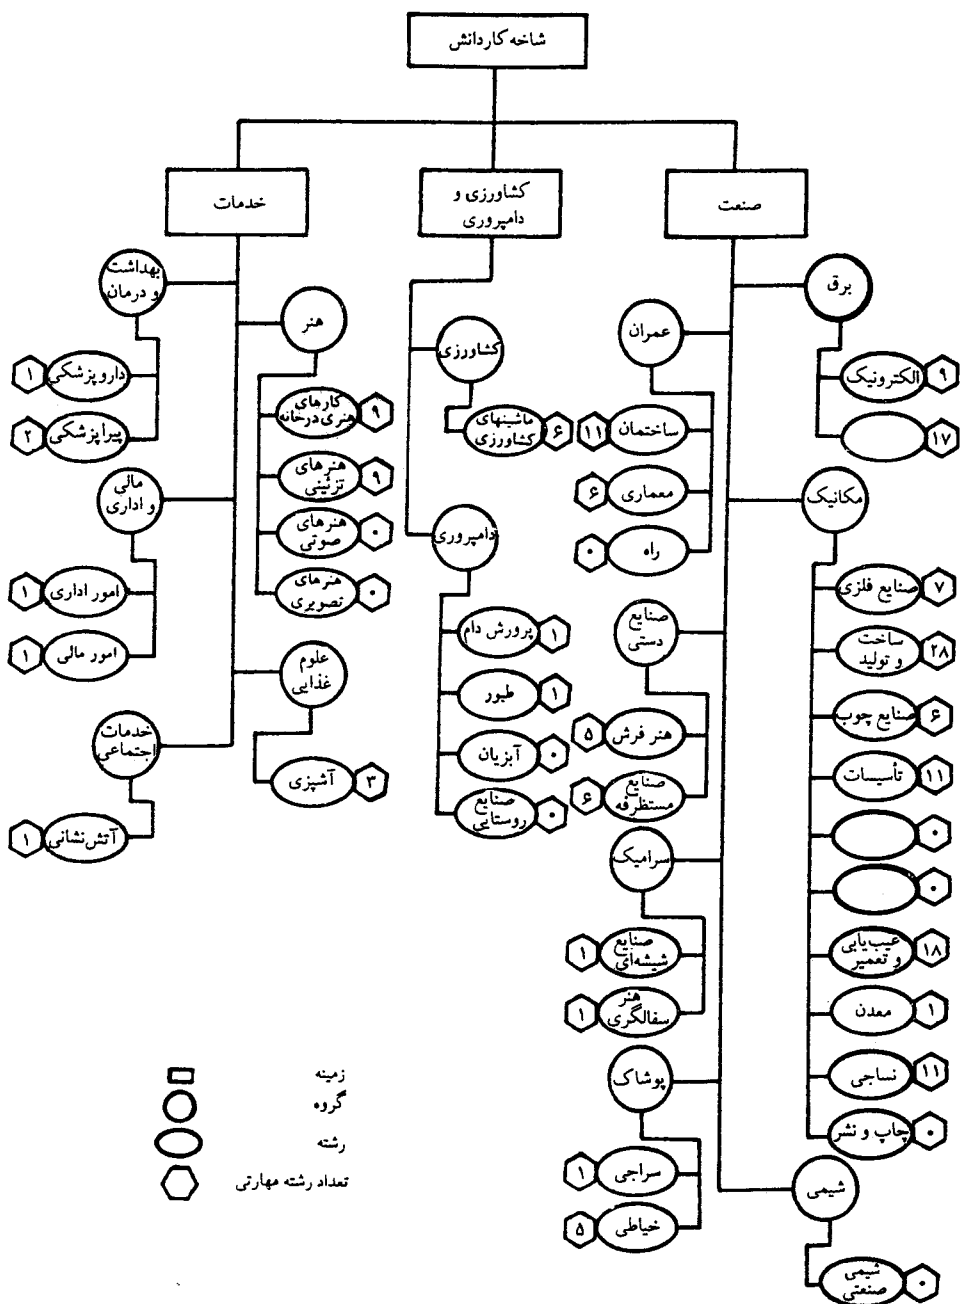 شاخه کاردانش
صنعت
کشاورزی و
دامپروری
خدمات
برق
الکترونیک
۹
۱۷
مکانیک
صنایع فلزی
۷
ساخت
و تولید
۲۸
صنایع چوب
۶
تأسیسات
۱۱
۰
۰
عیب‌یابی
و تعمیر
۱۸
معدن
۱
نساجی
۱۱
چاپ و نشر
۰
شیمی
شیمی
صنعتی
۰
عمران
ساختمان
۱۱
معماری
۶
راه
۰
صنایع
دستی
هنر فرش
۵
صنایع
مستظرفه
۶
سرامیک
صنایع
شیشه‌ای
۱
هنر
سفالگری
۱
پوشاک
سراجی
۱
خیاطی
۵
کشاورزی
ماشینهای
کشاورزی
۶
دامپروری
پرورش دام
۱
طیور
۱
آبزیان
۰
صنایع
روستایی
۰
هنر
کارهای
هنری درخانه
۹
هنرهای
تزئینی
۹
هنرهای
صوتی
۰
هنرهای
تصویری
۰
علوم
غذایی
آشپزی
۳
بهداشت
و درمان
داروپزشکی
۱
پیراپزشکی
۲
مالی
و اداری
امور اداری
۱
امور مالی
۱
خدمات
اجتماعی
آتش‌نشانی
۱
زمینه
گروه
رشته
تعداد رشته مهارتی